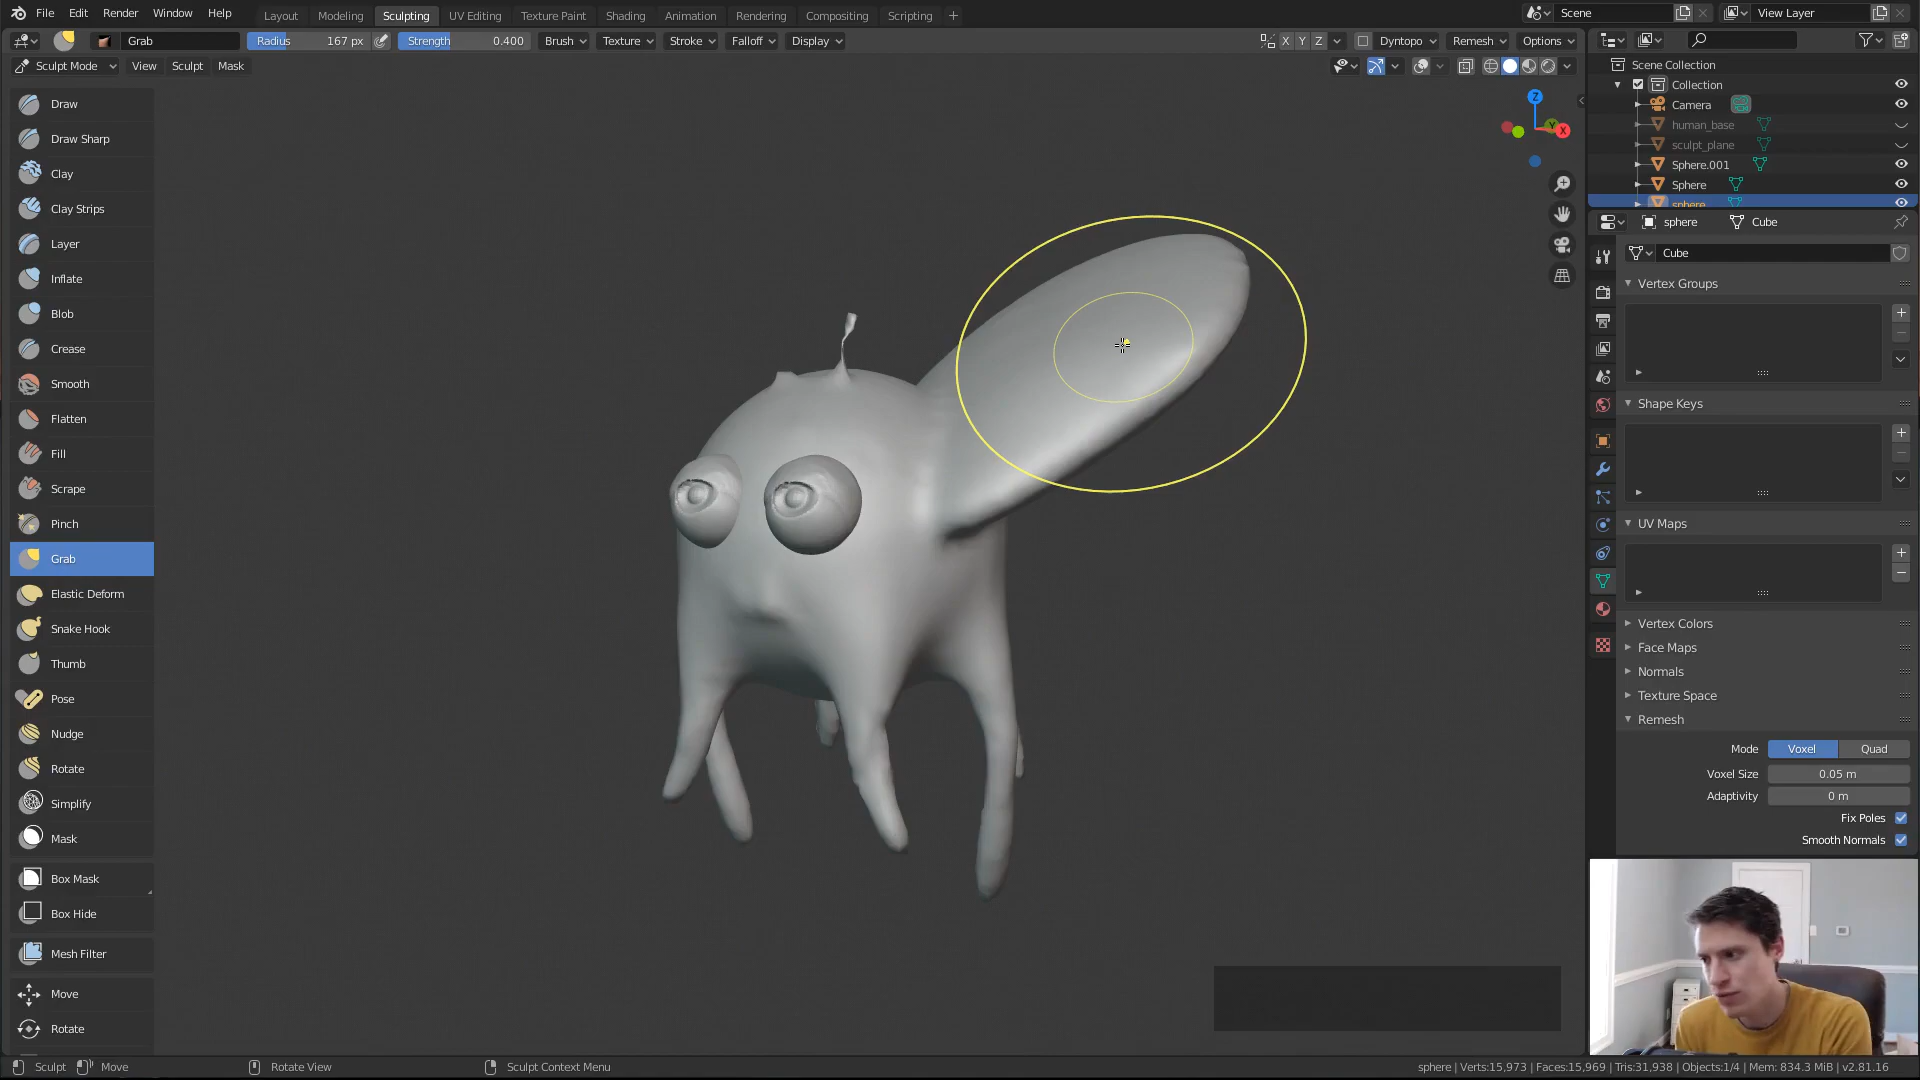 File Edit Render Window Help Layout Modeling Sculpting UV Editing Texture Paint Shading Animation Rendering Compositing Scripting + Scene View Layer
Grab Radius 167 px Strength 0.400 Brush Texture Stroke Falloff Display X Y Z Dyntopo Remesh Options
Sculpt Mode View Sculpt Mask
Scene Collection
Collection
Camera
human_base
sculpt_plane
Sphere.001
Sphere
sphere
sphere Cube
Cube
Z
Y
X
Draw
Draw Sharp
Clay
Clay Strips
Layer
Inflate
Blob
Crease
Smooth
Flatten
Fill
Scrape
Pinch
Grab
Elastic Deform
Snake Hook
Thumb
Pose
Nudge
Rotate
Simplify
Mask
Box Mask
Box Hide
Mesh Filter
Move
Rotate
Vertex Groups
Shape Keys
UV Maps
Vertex Colors
Face Maps
Normals
Texture Space
Remesh
Mode Voxel Quad
Voxel Size 0.05 m
Adaptivity 0 m
Fix Poles
Smooth Normals
Sculpt Move Rotate View Sculpt Context Menu sphere | Verts:15,973 | Faces:15,969 | Tris:31,938 | Objects:1/4 | Mem: 834.3 MiB | v2.81.16